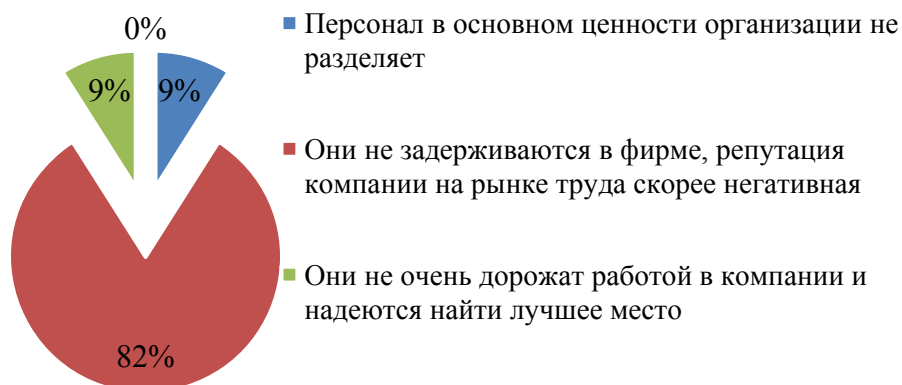 0%
9%
9%
82%
Персонал в основном ценности организации не
разделяет
Они не задерживаются в фирме, репутация
компании на рынке труда скорее негативная
Они не очень дорожат работой в компании и
надеются найти лучшее место